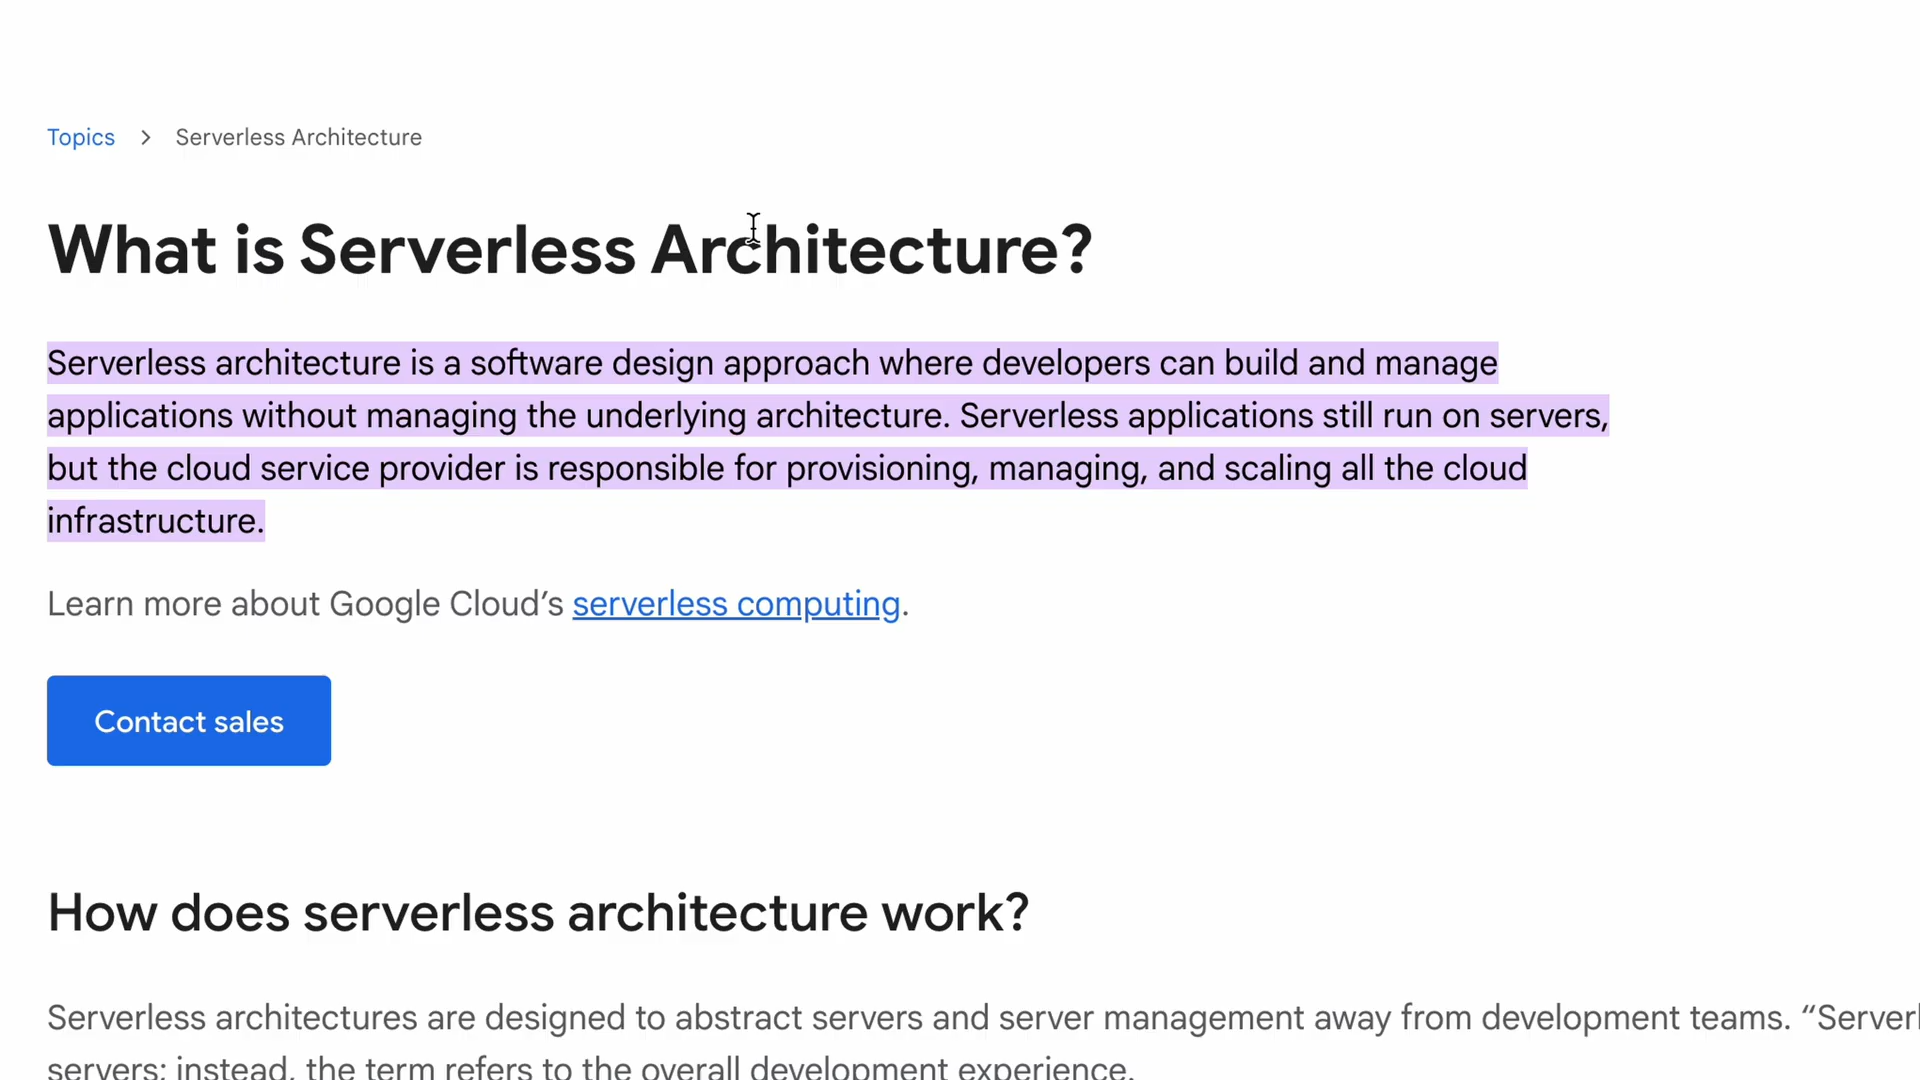 Topics > Serverless Architecture
What is Serverless Architecture?
Serverless architecture is a software design approach where developers can build and manage
applications without managing the underlying architecture. Serverless applications still run on servers,
but the cloud service provider is responsible for provisioning, managing, and scaling all the cloud
infrastructure.
Learn more about Google Cloud’s serverless computing.
Contact sales
How does serverless architecture work?
Serverless architectures are designed to abstract servers and server management away from development teams.
servers; instead, the term refers to the overall development experience.